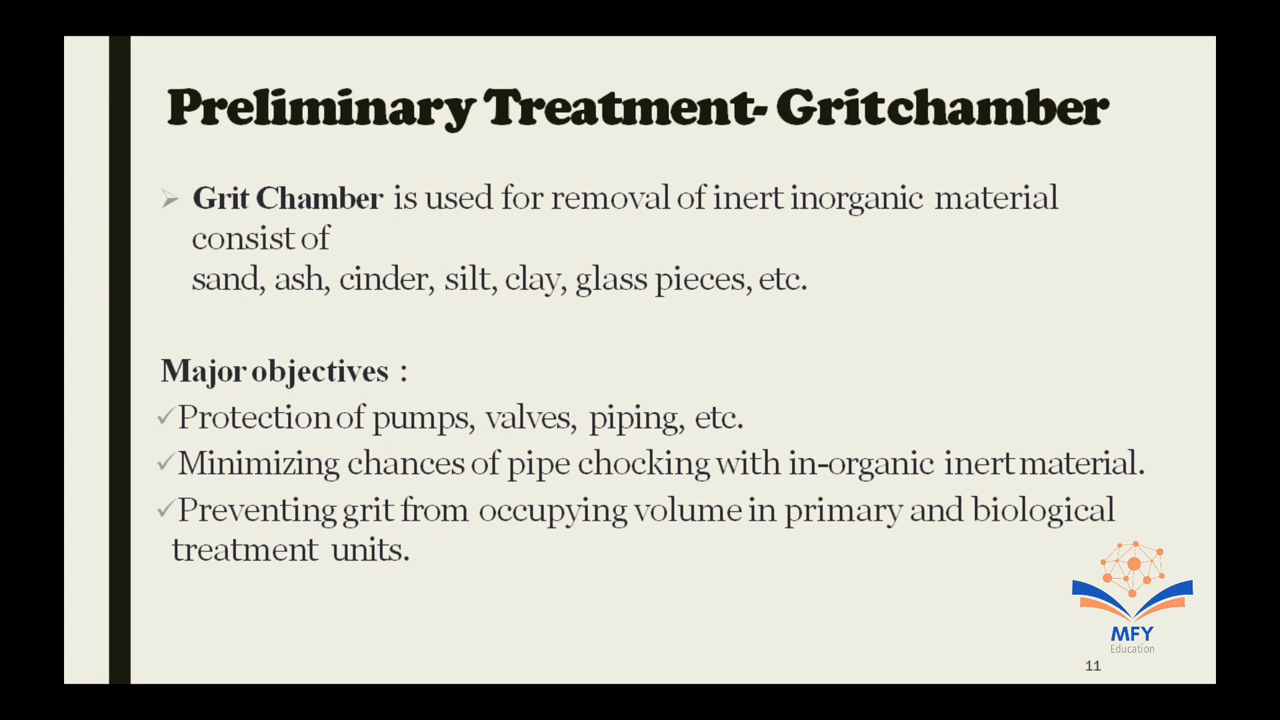 Preliminary Treatment- Gritchamber
➢ Grit Chamber is used for removal of inert inorganic material
consist of
sand, ash, cinder, silt, clay, glass pieces, etc.
Major objectives :
✓Protection of pumps, valves, piping, etc.
✓Minimizing chances of pipe chocking with in-organic inert material.
✓Preventing grit from occupying volume in primary and biological
treatment units.
MFY
Education
11